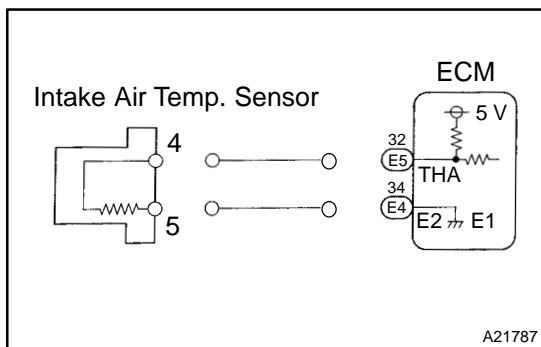 ECM
Intake Air Temp. Sensor
5 V
4
32
E5
THA
34
E4
5
E2
E1
A21787